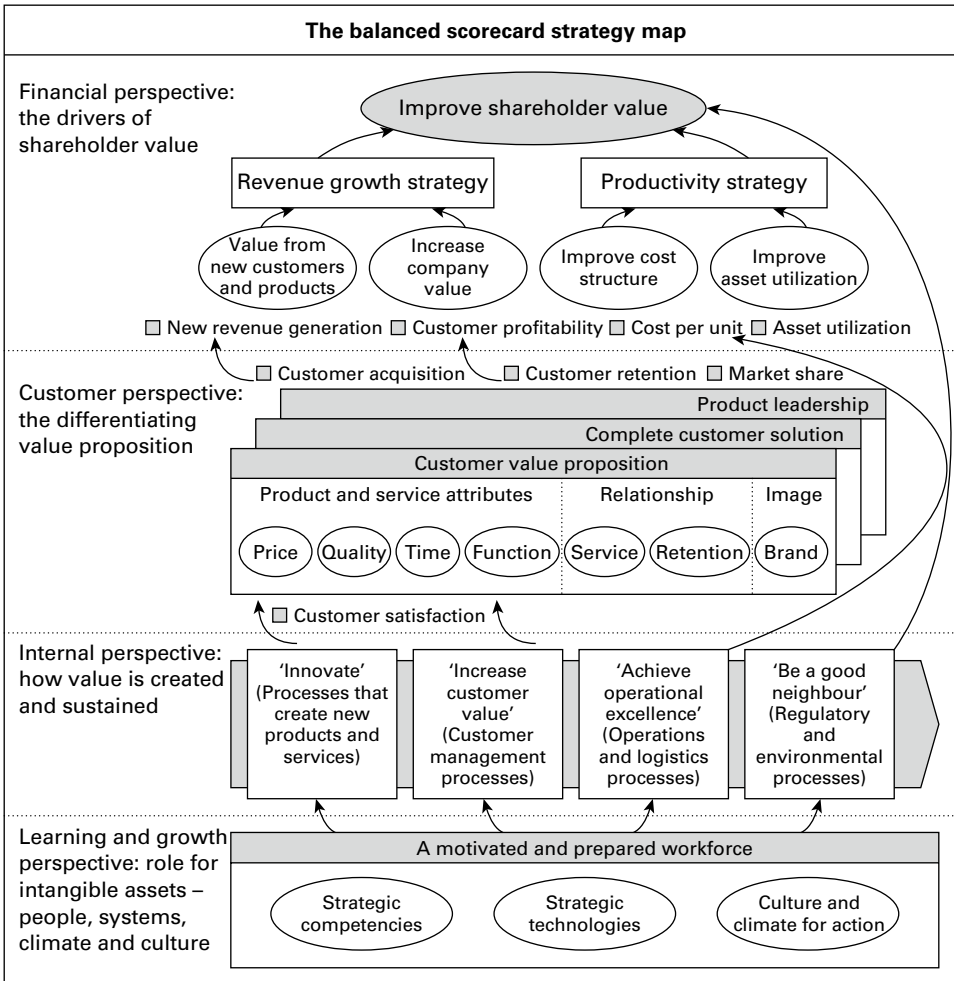 The balanced scorecard strategy map
Financial perspective:
the drivers of
shareholder value
Improve shareholder value
Revenue growth strategy
Productivity strategy
Value from
new customers
and products
Increase
company
value
Improve cost
structure
Improve
asset utilization
New revenue generation
Customer profitability
Cost per unit
Asset utilization
Customer perspective:
the differentiating
value proposition
Customer acquisition
Customer retention
Market share
Product leadership
Complete customer solution
Customer value proposition
Product and service attributes
Relationship
Image
Price
Quality
Time
Function
Service
Retention
Brand
Customer satisfaction
Internal perspective:
how value is created
and sustained
‘Innovate’
(Processes that
create new
products and
services)
‘Increase
customer
value’
(Customer
management
processes)
‘Achieve
operational
excellence’
(Operations
and logistics
processes)
‘Be a good
neighbour’
(Regulatory
and
environmental
processes)
Learning and growth
perspective: role for
intangible assets –
people, systems,
climate and culture
A motivated and prepared workforce
Strategic
competencies
Strategic
technologies
Culture and
climate for action